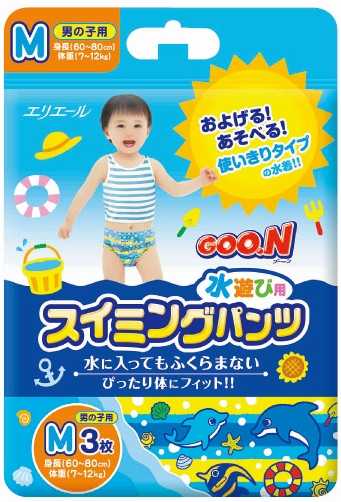 M
男の子用
身長(60〜80cm)
体重(7〜12kg)
エリエール
およげる!
あそべる!
使いきりタイプ
の水着!!
GOO.N
グ〜ン
水遊び用
スイミングパンツ
水に入ってもふくらまない
ぴったり体にフィット!!
男の子用
M3枚
身長(60〜80cm)
体重(7〜12kg)